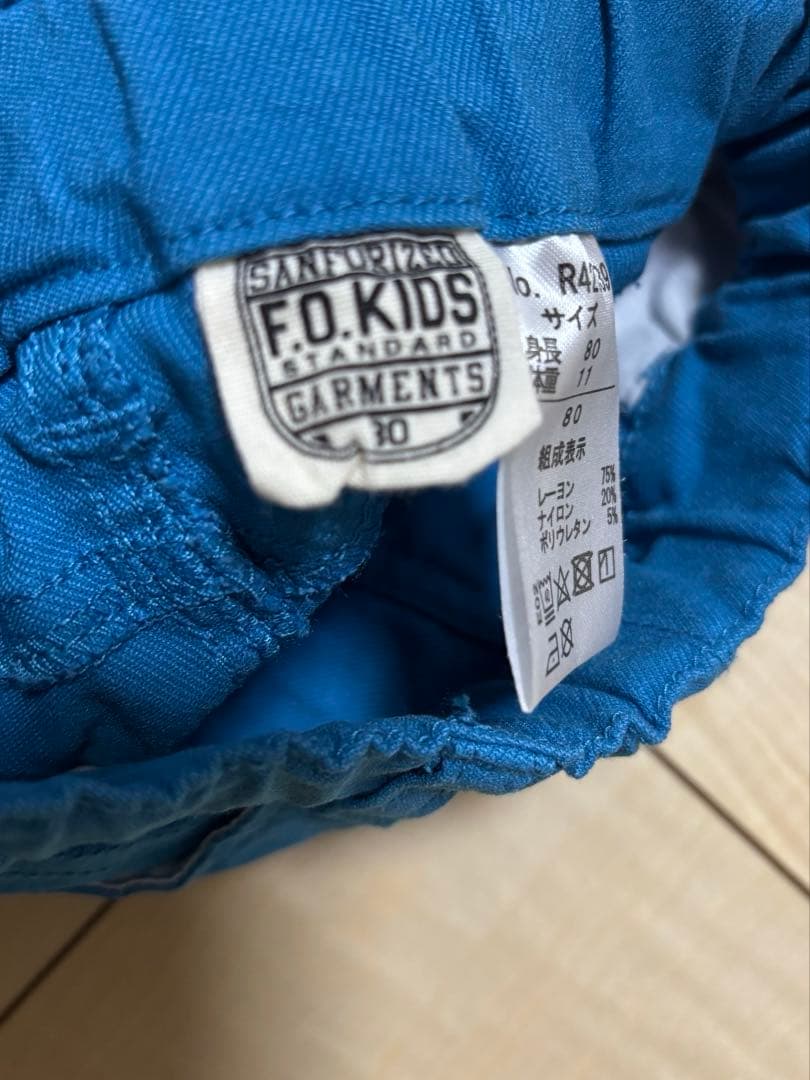 SANFORIZED
F.O.KIDS
STANDARD
GARMENTS
80
No. R4239
サイズ
身長 80
体重 11
80
組成表示
レーヨン 75%
ナイロン 20%
ポリウレタン 5%